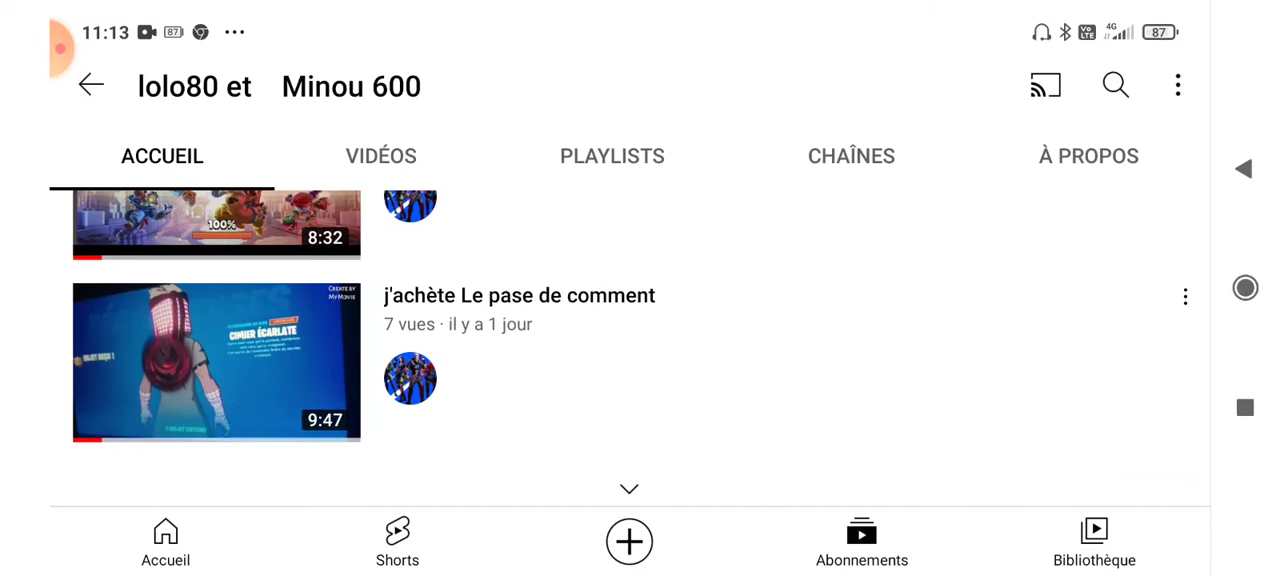 11:13
87
4G
VO LTE
87
lolo80 et Minou 600
ACCUEIL
VIDÉOS
PLAYLISTS
CHAÎNES
À PROPOS
100%
8:32
CREATE BY
MYMOVIE
CIMIER ÉCARLATE
9:47
j'achète Le pase de comment
7 vues · il y a 1 jour
Accueil
Shorts
Abonnements
Bibliothèque